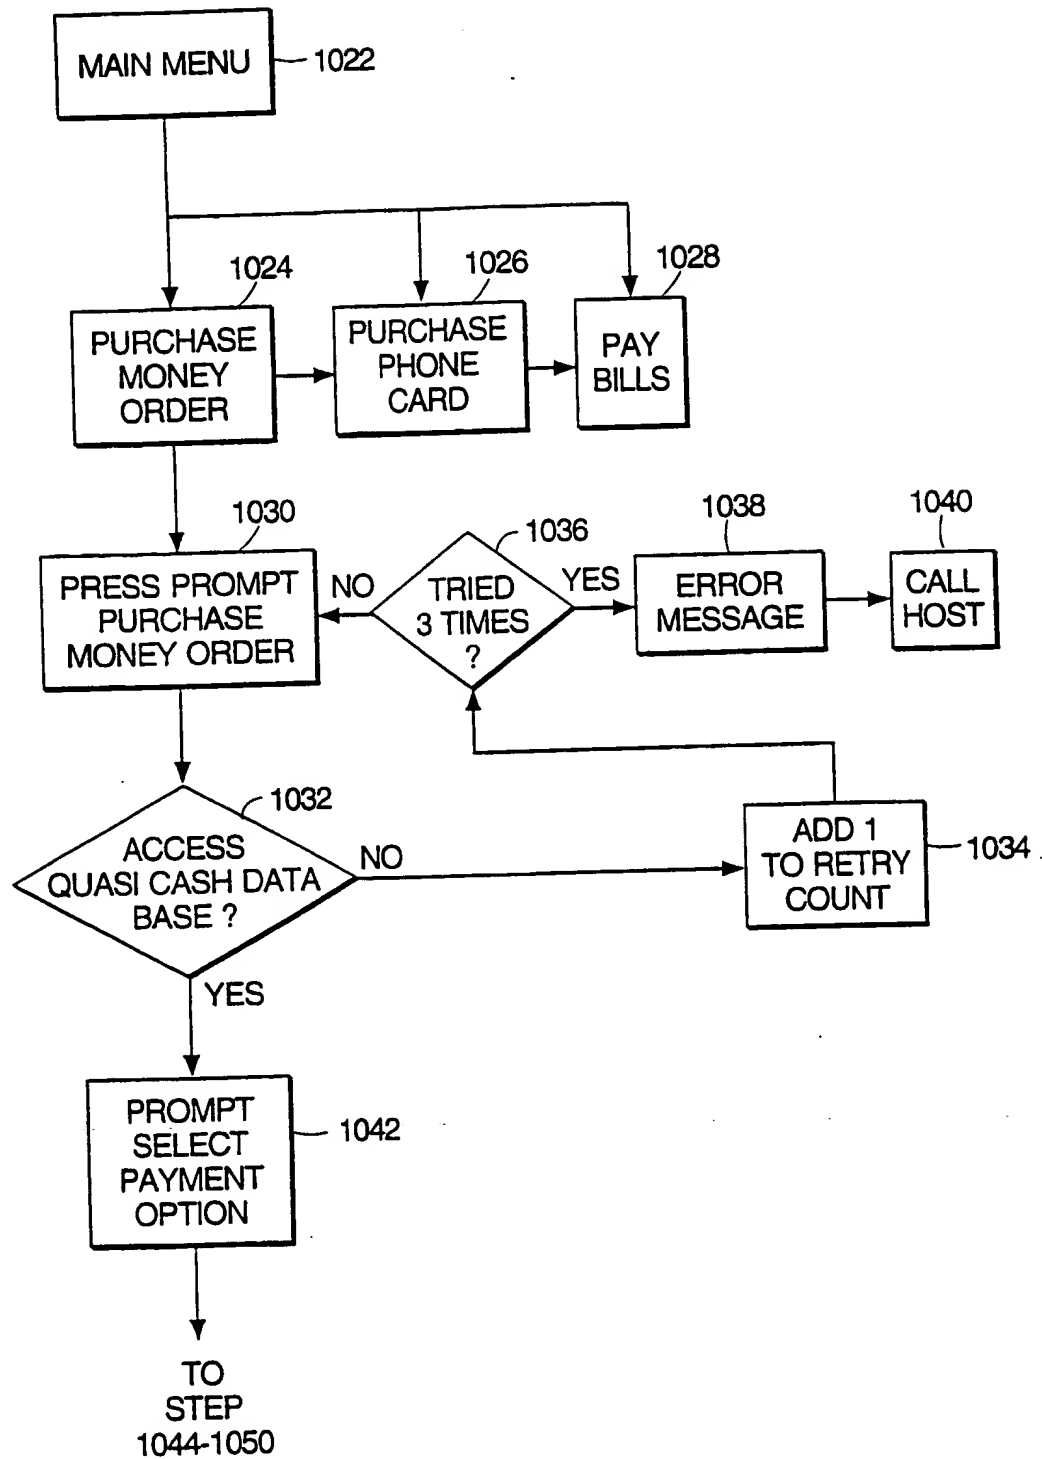 MAIN MENU
1022
1024
1026
1028
PURCHASE
MONEY
ORDER
PURCHASE
PHONE
CARD
PAY
BILLS
1030
1036
1038
1040
PRESS PROMPT
PURCHASE
MONEY ORDER
NO
TRIED
3 TIMES
?
YES
ERROR
MESSAGE
CALL
HOST
1032
ACCESS
QUASI CASH DATA
BASE ?
NO
ADD 1
TO RETRY
COUNT
1034
YES
PROMPT
SELECT
PAYMENT
OPTION
1042
TO
STEP
1044-1050